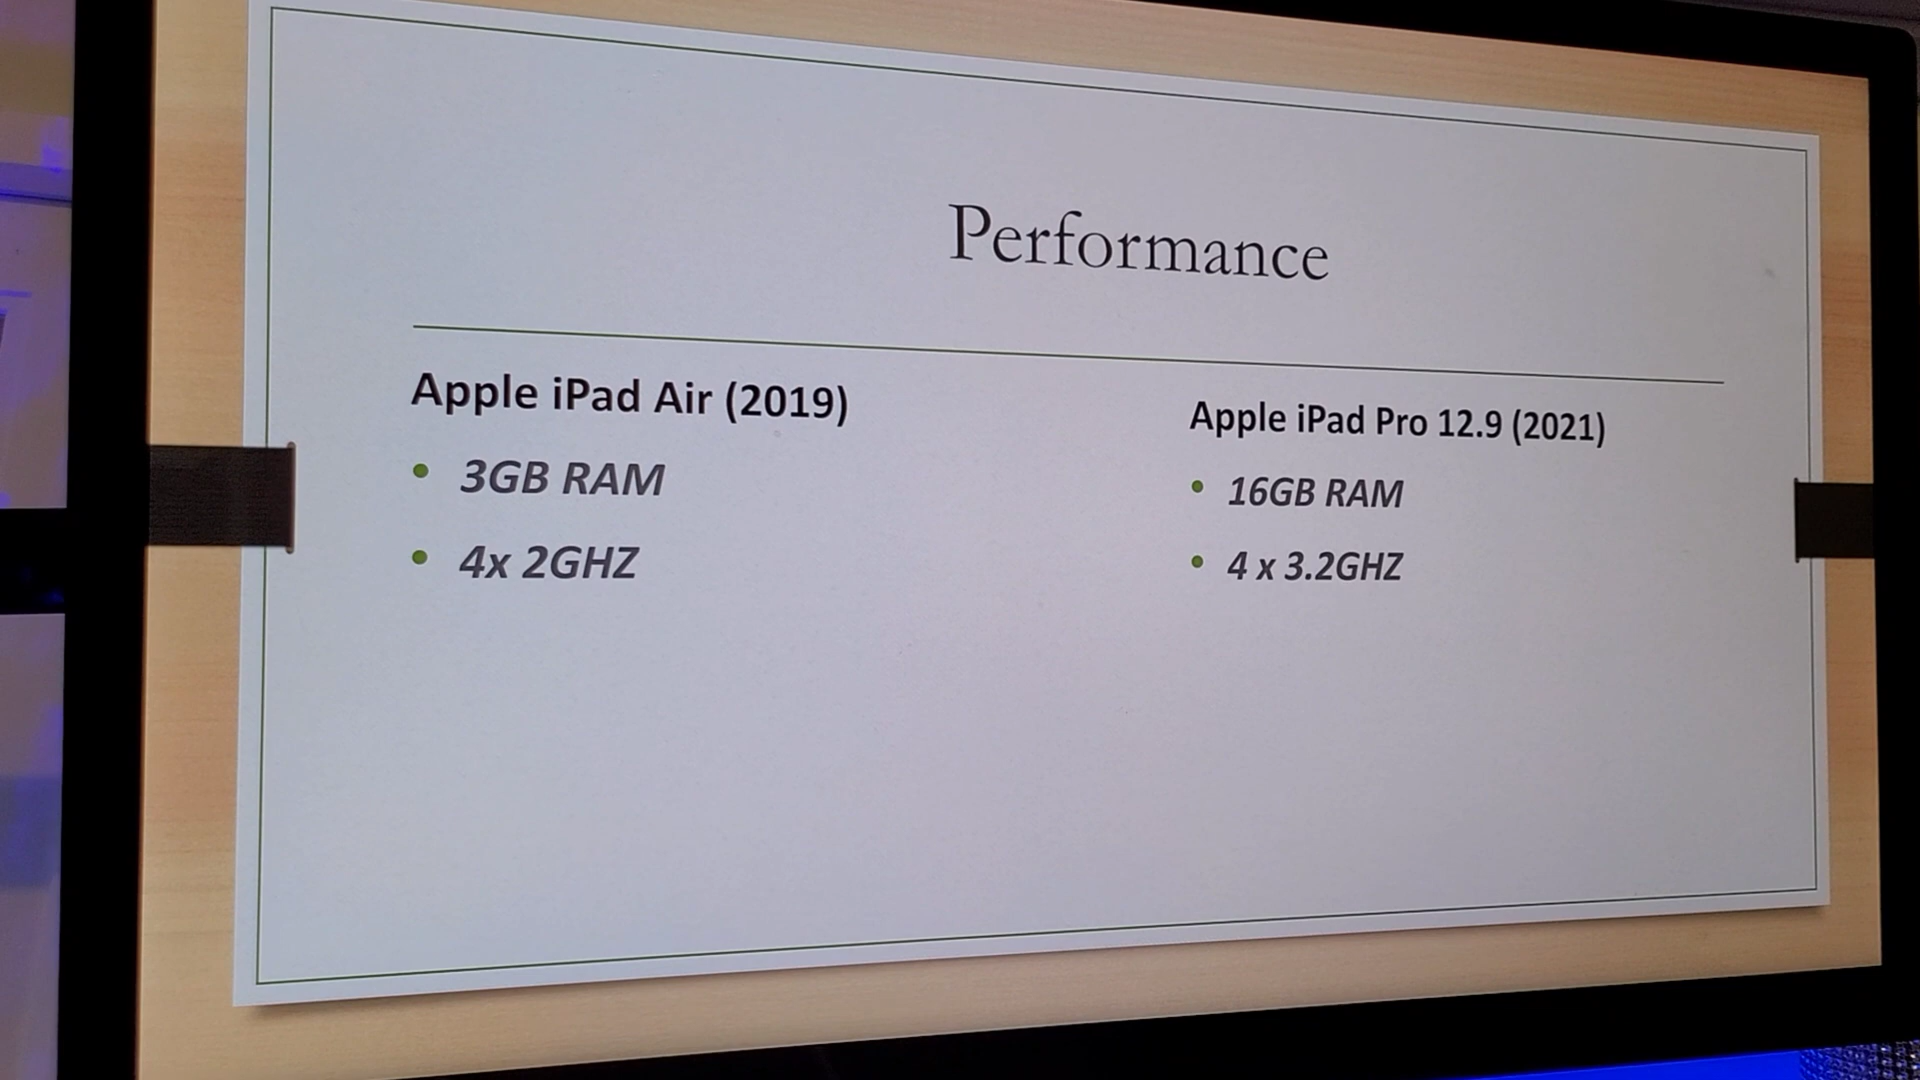 Performance
Apple iPad Air (2019)
3GB RAM
4x 2GHZ
Apple iPad Pro 12.9 (2021)
16GB RAM
4 x 3.2GHZ